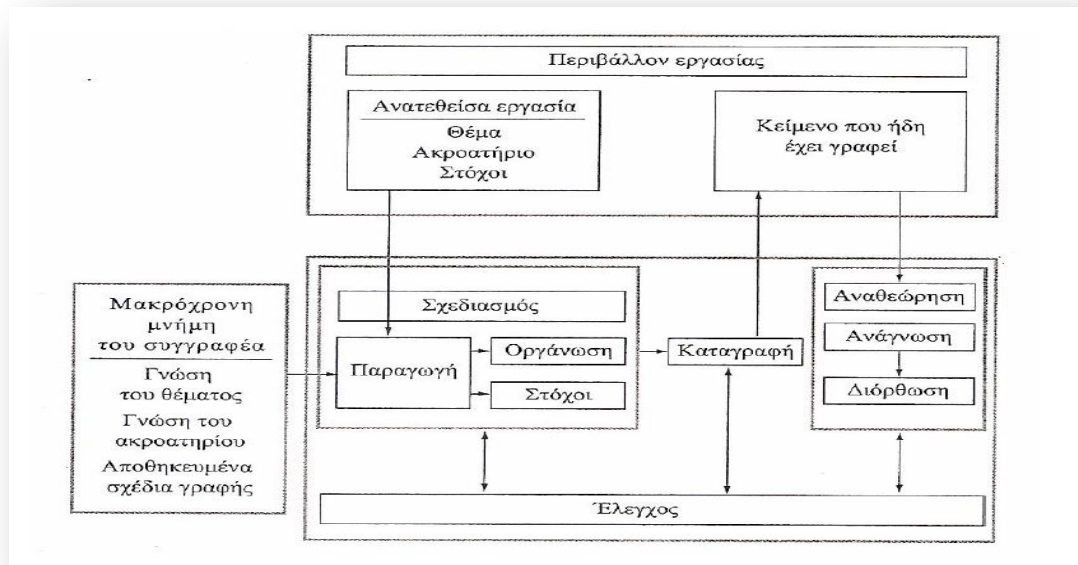 Περιβάλλον εργασίας
Ανατεθείσα εργασία
Θέμα
Ακροατήριο
Στόχοι
Κείμενο που ήδη
έχει γραφεί
Μακρόχρονη
μνήμη
του συγγραφέα
Γνώση
του θέματος
Γνώση του
ακροατηρίου
Αποθηκευμένα
σχέδια γραφής
Σχεδιασμός
Παραγωγή
Οργάνωση
Στόχοι
Καταγραφή
Αναθεώρηση
Ανάγνωση
Διόρθωση
Έλεγχος